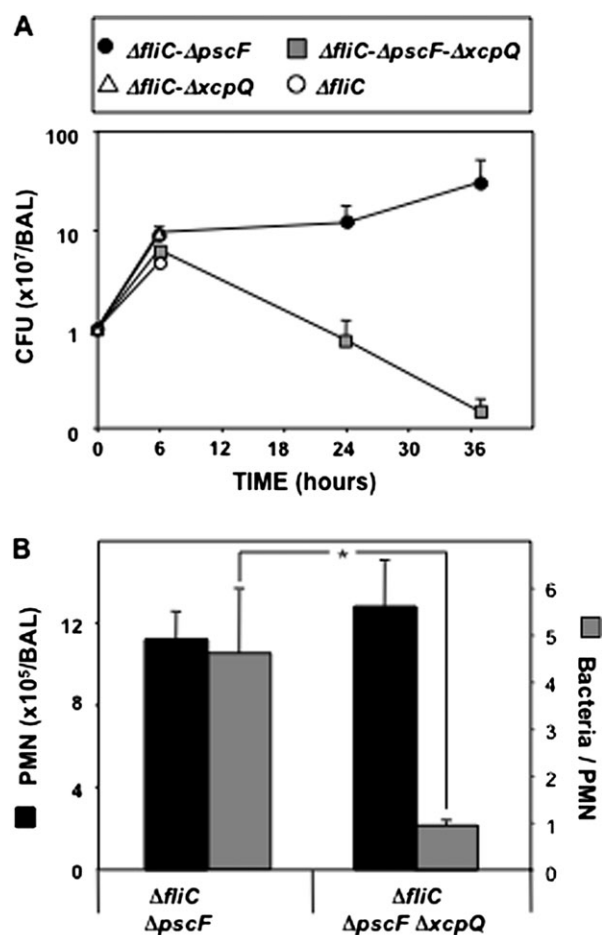 A
ΔfliC-ΔpscF ΔfliC-ΔpscF-ΔxcpQ
ΔfliC-ΔxcpQ ΔfliC
100
10
1
0
CFU (x10⁷/BAL)
0 6 12 18 24 30 36
TIME (hours)
B
*
12
8
4
0
PMN (x10⁵/BAL)
6
5
4
3
2
1
0
Bacteria / PMN
ΔfliC ΔfliC
ΔpscF ΔpscF ΔxcpQ